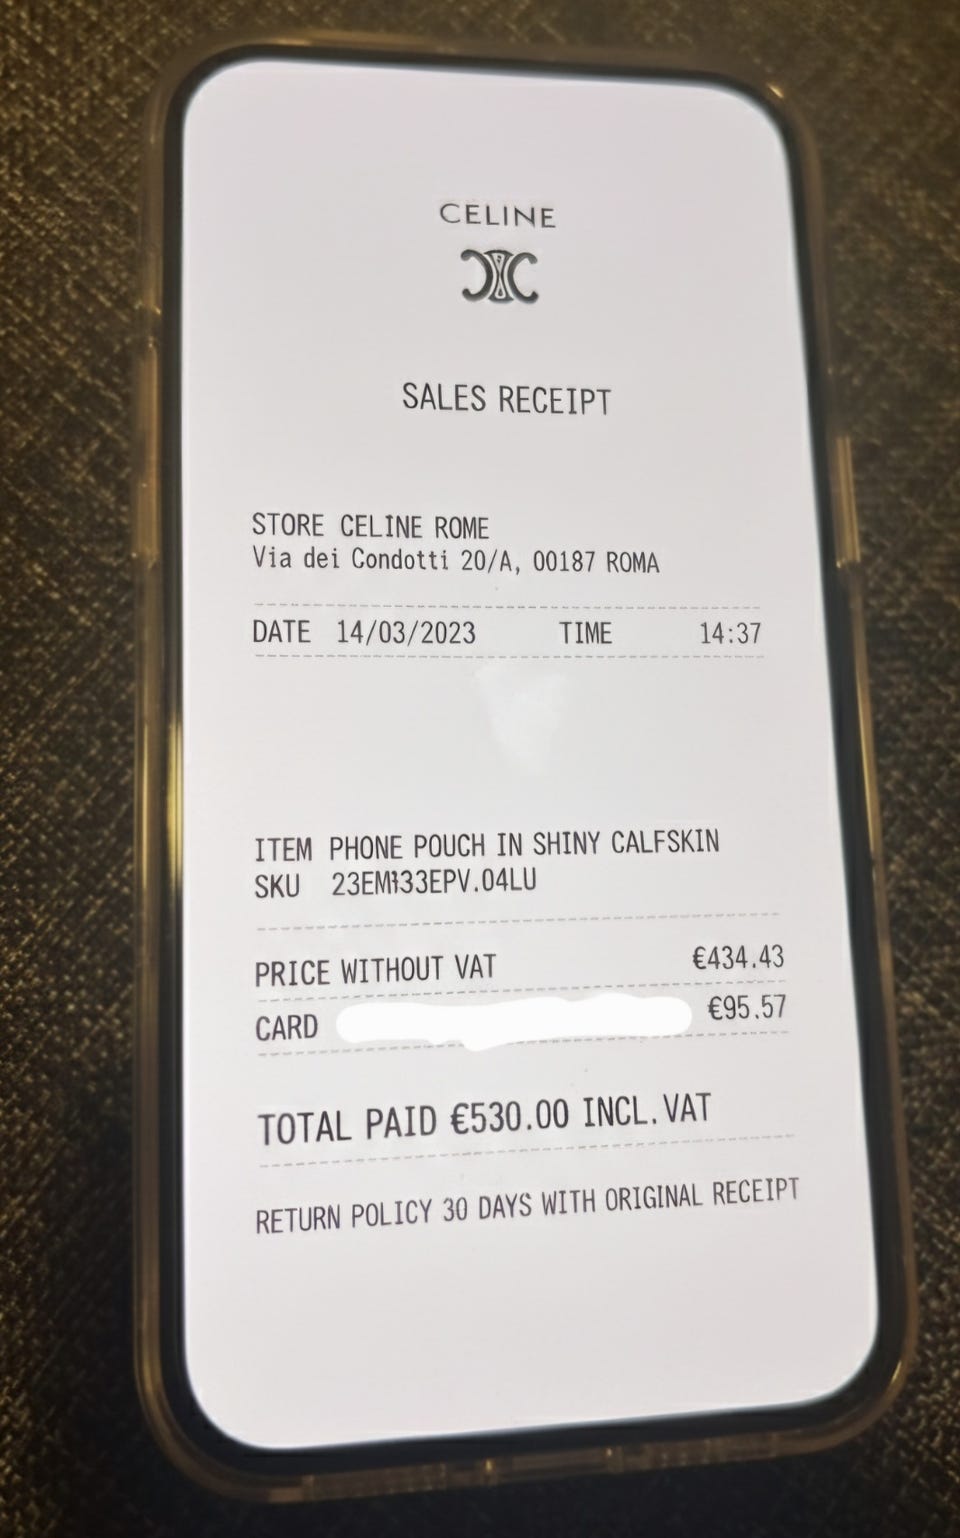 CELINE
SALES RECEIPT
STORE CELINE ROME
Via dei Condotti 20/A, 00187 ROMA
DATE 14/03/2023 TIME 14:37
ITEM PHONE POUCH IN SHINY CALFSKIN
SKU
PRICE WITHOUT VAT €434.43
CARD €95.57
TOTAL PAID €530.00 INCL.VAT
RETURN POLICY 30 DAYS WITH ORIGINAL RECEIPT